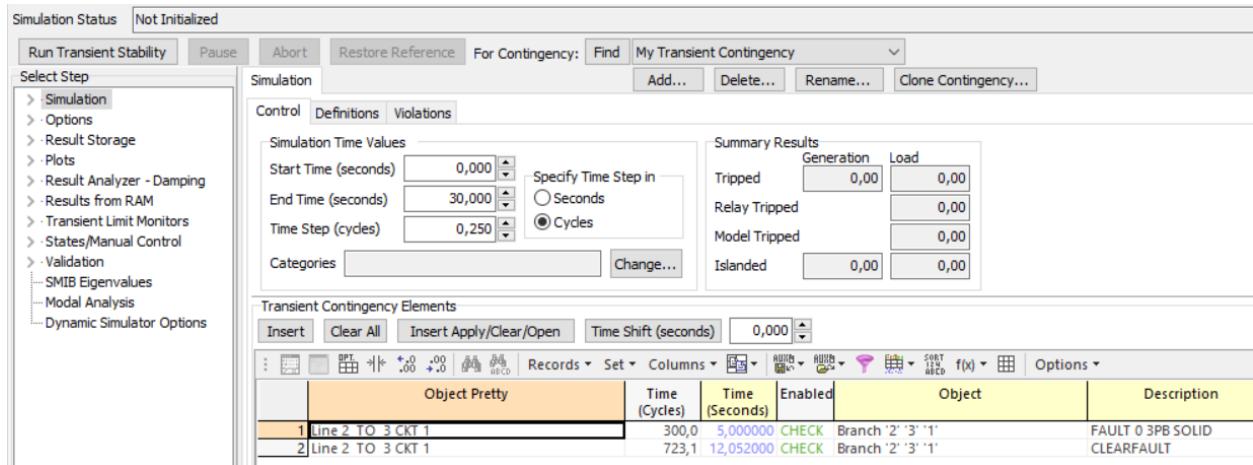 Simulation Status Not Initialized
Run Transient Stability Pause Abort Restore Reference For Contingency: Find My Transient Contingency
Select Step
Simulation
Options
Result Storage
Plots
Result Analyzer - Damping
Results from RAM
Transient Limit Monitors
States/Manual Control
Validation
SMIB Eigenvalues
Modal Analysis
Dynamic Simulator Options
Simulation Add... Delete... Rename... Clone Contingency...
Control Definitions Violations
Simulation Time Values
Start Time (seconds) 0,000
End Time (seconds) 30,000
Time Step (cycles) 0,250
Specify Time Step in
Seconds
Cycles
Categories Change...
Summary Results
Generation Load
Tripped 0,00 0,00
Relay Tripped 0,00
Model Tripped 0,00
Islanded 0,00 0,00
Transient Contingency Elements
Insert Clear All Insert Apply/Clear/Open Time Shift (seconds) 0,000
Records Set Columns f(x) Options
Object Pretty Time (Cycles) Time (Seconds) Enabled Object Description
1 Line 2 TO 3 CKT 1 300,0 5,000000 CHECK Branch '2' '3' '1' FAULT 0 3PB SOLID
2 Line 2 TO 3 CKT 1 723,1 12,052000 CHECK Branch '2' '3' '1' CLEARFAULT